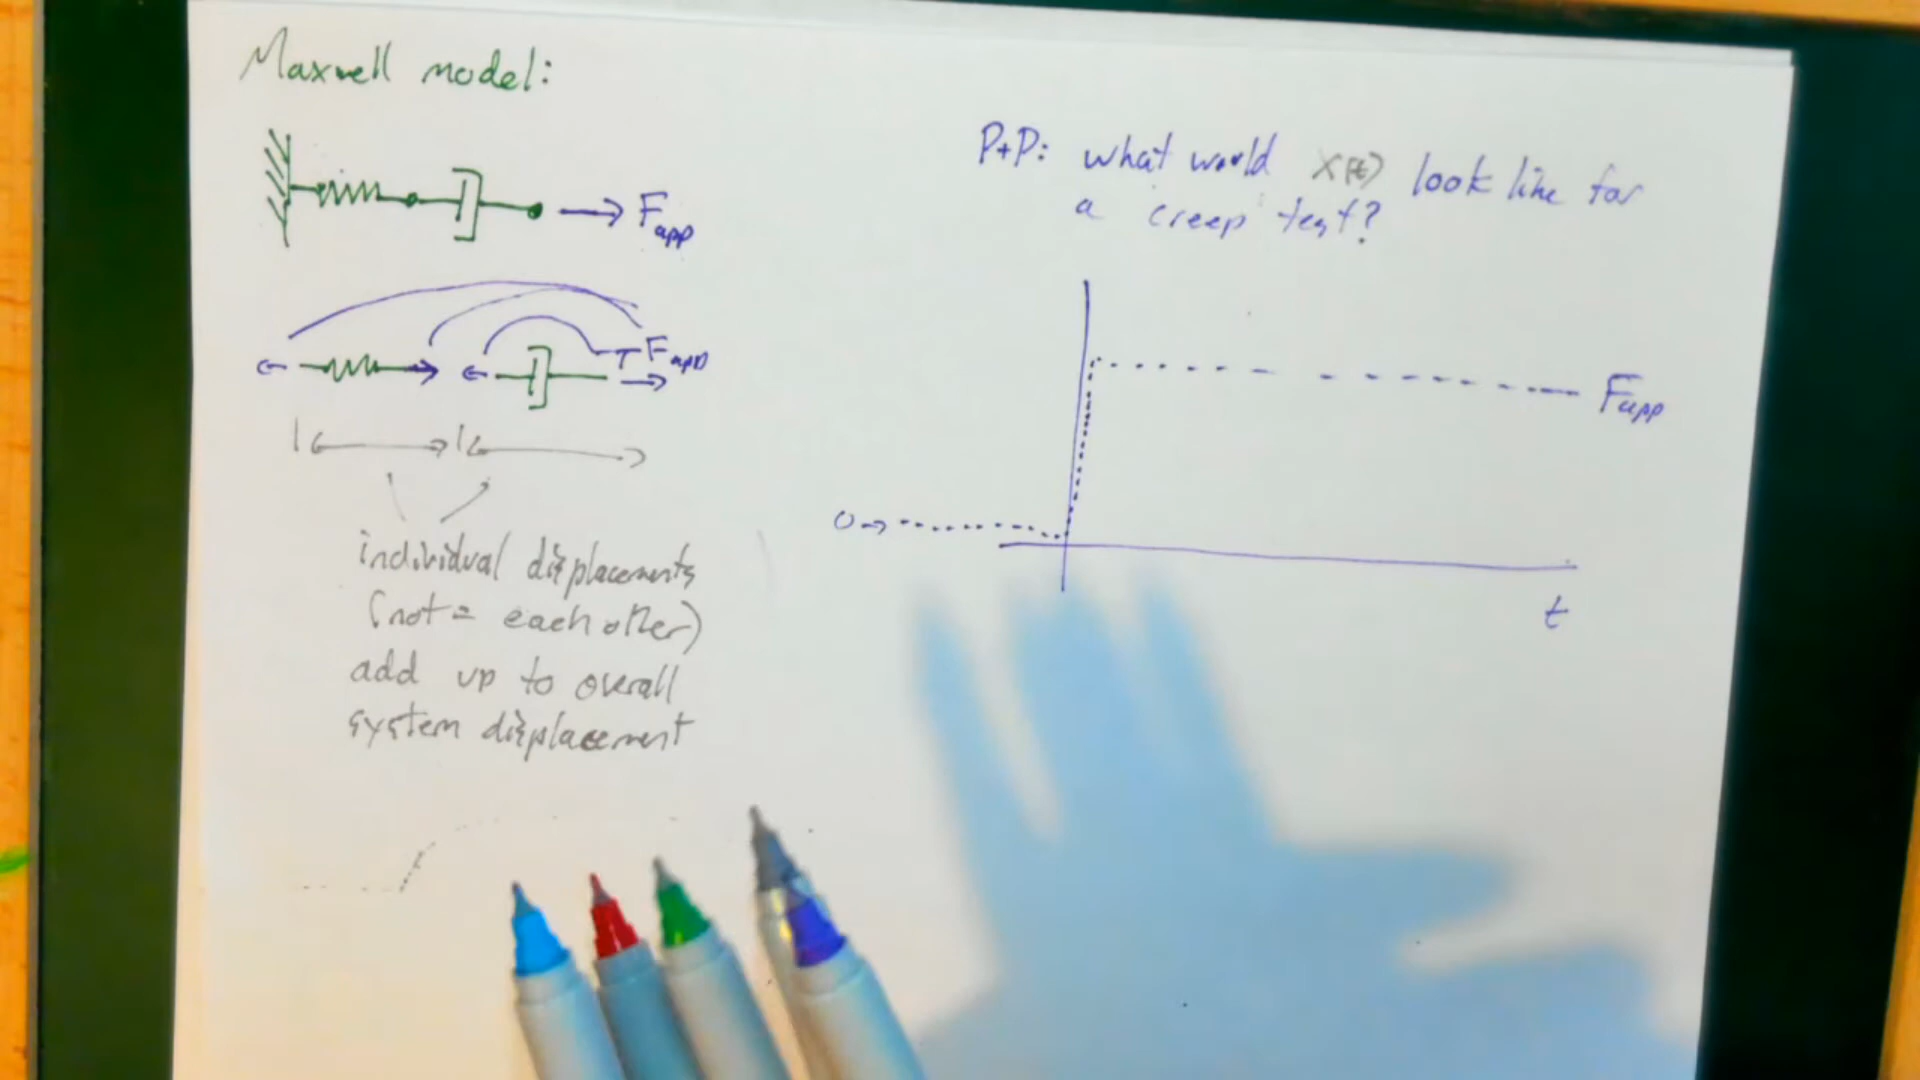 Maxwell model:
Fapp
Fapp
individual displacements
(not = each other)
add up to overall
system displacement
P+P: what would x(t) look like for
a creep test?
Fapp
0→
t